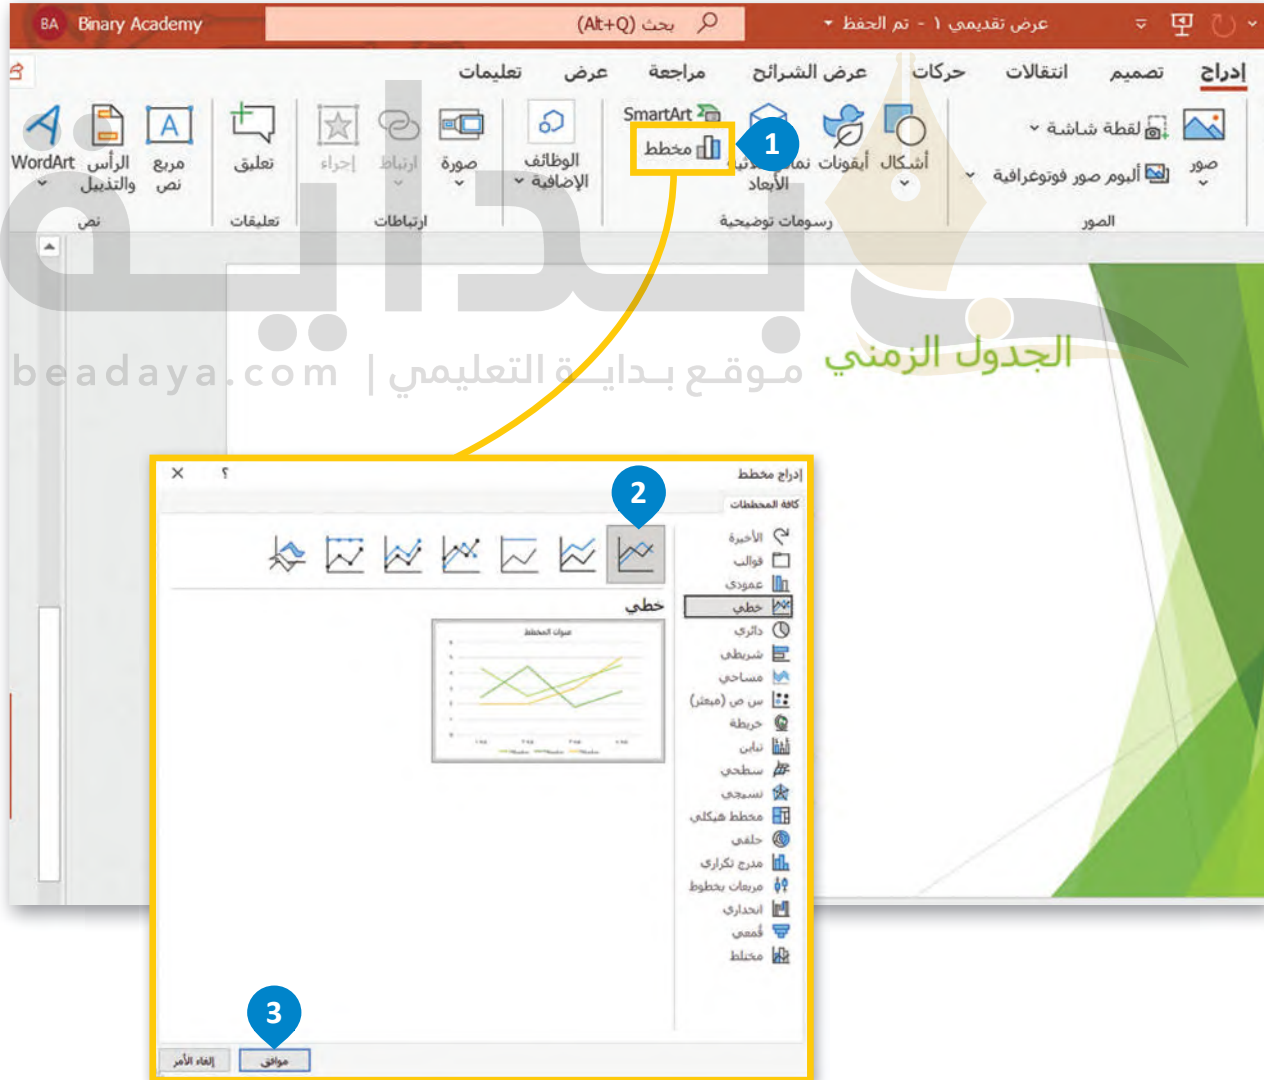 عرض تقديمي ١ - تم الحفظ
بحث (Alt+Q)
Binary Academy
BA
إدراج
تصميم
انتقالات
حركات
عرض الشرائح
مراجعة
عرض
تعليمات
صور
لقطة شاشة
ألبوم صور فوتوغرافية
الصور
أشكال
أيقونات
الأبعاد
SmartArt
مخطط
1
رسومات توضيحية
الوظائف
الإضافية
صورة
ارتباط
إجراء
ارتباطات
تعليق
تعليقات
مربع
نص
الرأس
والتذييل
WordArt
نص
بداية
موقع بداية التعليمي | beadaya.com
الجدول الزمني
إدراج مخطط
؟
كافة المخططات
2
الأخيرة
قوالب
عمودي
خطي
دائري
شريطي
مساحي
س ص (مبعثر)
خريطة
تباين
سطحي
نسيجي
مخطط هيكلي
حلقي
مدرج تكراري
مربعات بخطوط
انحداري
قمعي
مختلط
خطي
عنوان المخطط
3
موافق
إلغاء الأمر